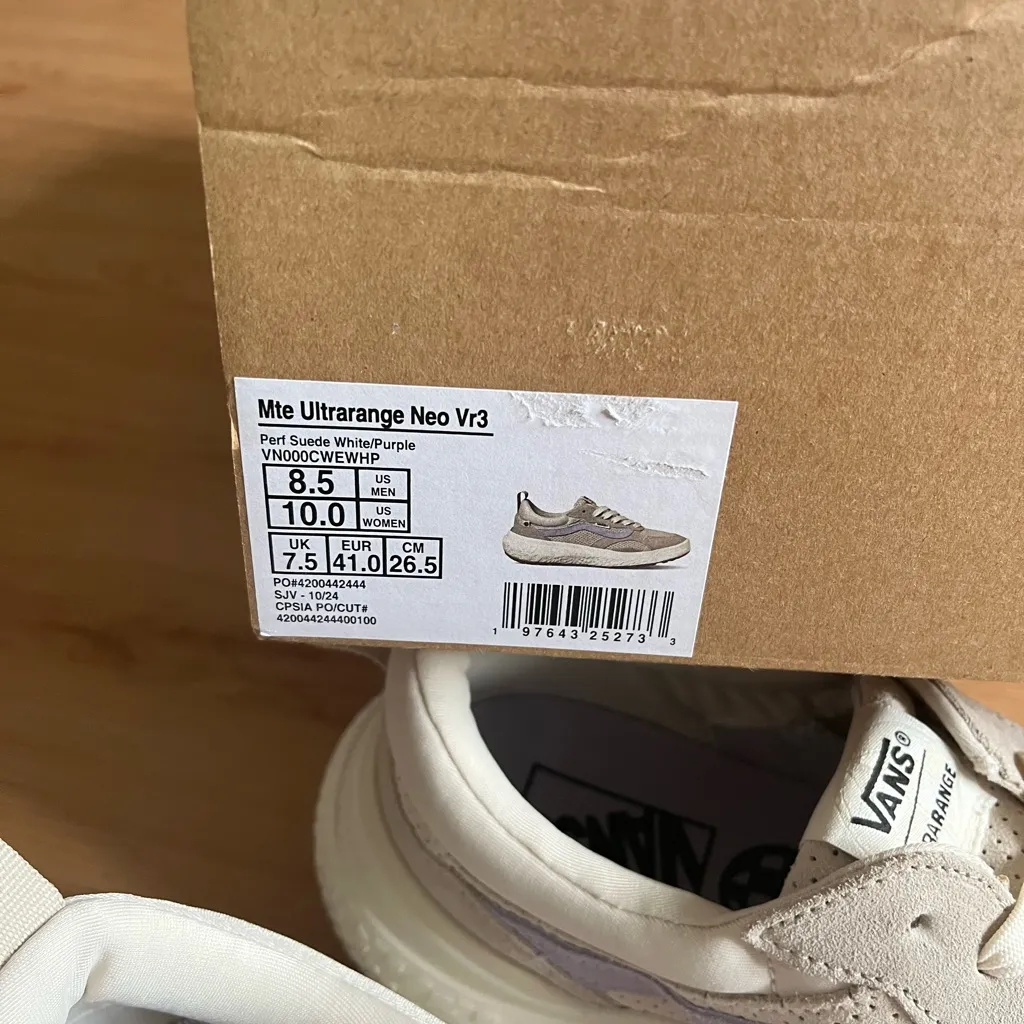 Mte Ultrarange Neo Vr3
Perf Suede White/Purple
VN000CWEWHP
8.5 US MEN
10.0 US WOMEN
UK EUR CM
7.5 41.0 26.5
PO#4200442444
SJV - 10/24
CPSIA PO/CUT#
420044244400100
1 97643 25273 3
VANS®
RARANGE
VANS